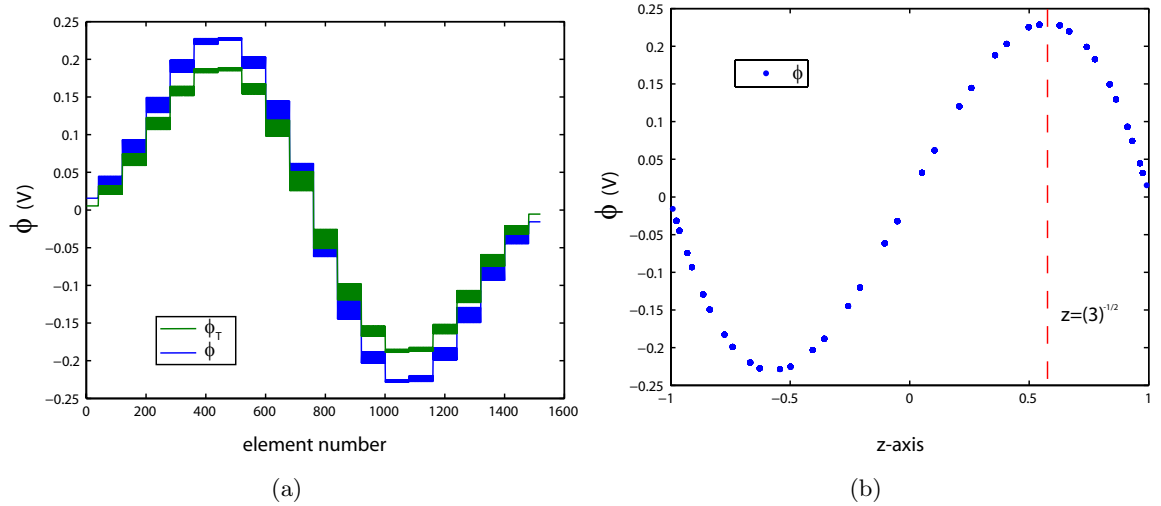 0.25
0.2
0.15
0.1
0.05
0
−0.05
−0.1
−0.15
−0.2
−0.25
ϕ (V)
ϕT
ϕ
0 200 400 600 800 1000 1200 1400 1600
element number
(a)
0.25
0.2
0.15
0.1
0.05
0
0.05
−0.1
−0.15
−0.2
0.25
ϕ (V)
ϕ
z=(3)-1/2
−1 −0.5 0 0.5 1
z-axis
(b)